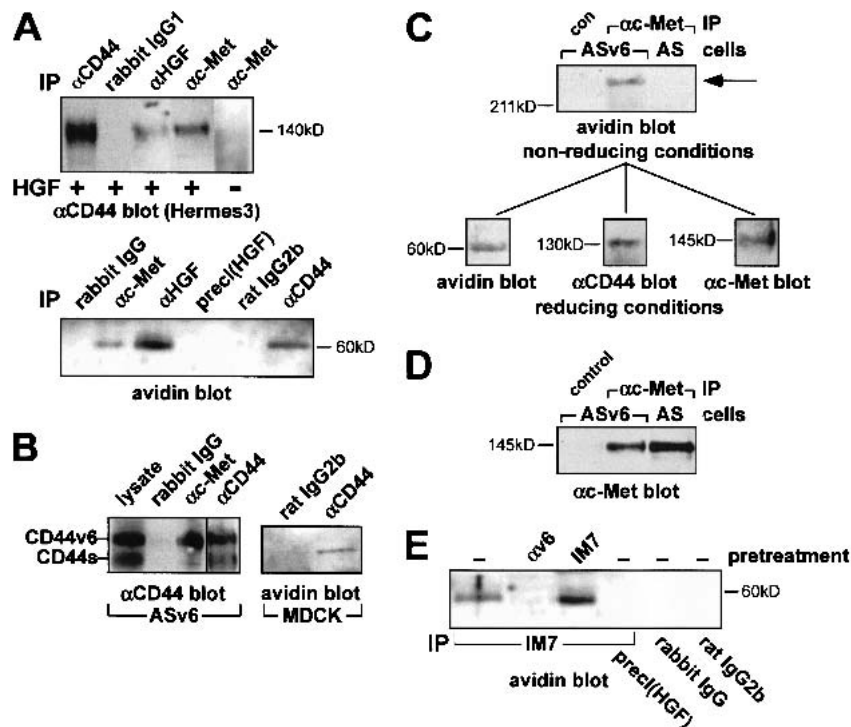 A
IP
αCD44
rabbit IgG1
αHGF
αc-Met
αc-Met
140kD
HGF + + + + -
αCD44 blot (Hermes3)
IP
rabbit IgG
αc-Met
αHGF
precl(HGF)
rat IgG2b
αCD44
60kD
avidin blot
B
lysate
rabbit IgG
αc-Met
αCD44
CD44v6
CD44s
αCD44 blot
ASv6
rat IgG2b
αCD44
avidin blot
MDCK
C
con
αc-Met IP
ASv6 AS cells
211kD
avidin blot
non-reducing conditions
60kD
130kD
145kD
avidin blot
αCD44 blot
αc-Met blot
reducing conditions
D
control
αc-Met IP
ASv6 AS cells
145kD
αc-Met blot
E
– αv6 IM7 – – – pretreatment
60kD
IP
IM7
precl(HGF)
rabbit IgG
rat IgG2b
avidin blot